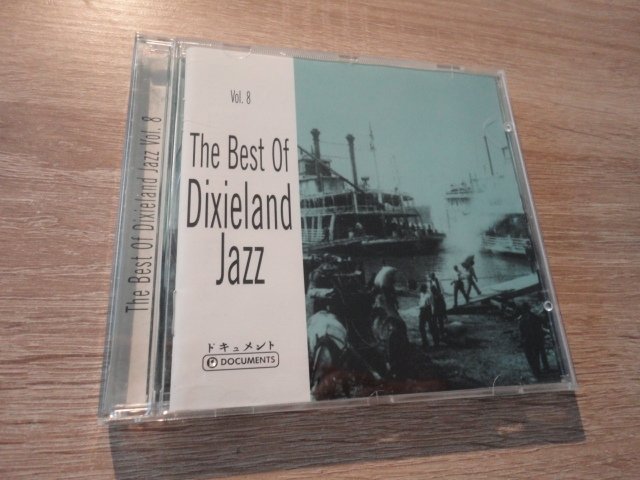 The Best Of Dixieland Jazz Vol. 8
Vol. 8
The Best Of
Dixieland
Jazz
ドキュメント
DOCUMENTS